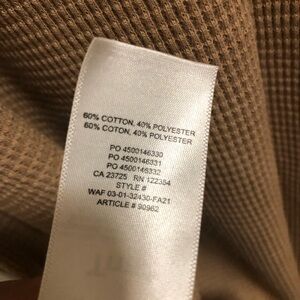 60% COTTON, 40% POLYESTER
60% COTON, 40% POLYESTER
PO 4500146330
PO 4500146331
PO 4500146332
CA 23725 RN 122384
STYLE #
WAF 03-01-32430-FA21
ARTICLE # 90962